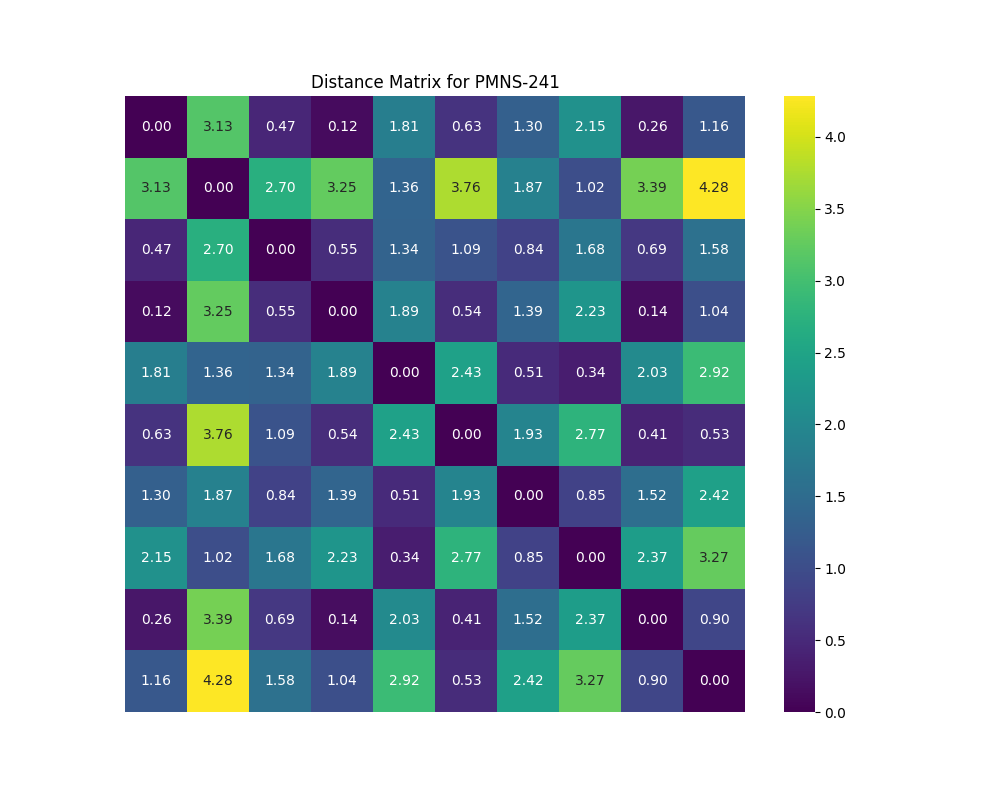 Distance Matrix for PMNS-241
0.00 3.13 0.47 0.12 1.81 0.63 1.30 2.15 0.26 1.16
3.13 0.00 2.70 3.25 1.36 3.76 1.87 1.02 3.39 4.28
0.47 2.70 0.00 0.55 1.34 1.09 0.84 1.68 0.69 1.58
0.12 3.25 0.55 0.00 1.89 0.54 1.39 2.23 0.14 1.04
1.81 1.36 1.34 1.89 0.00 2.43 0.51 0.34 2.03 2.92
0.63 3.76 1.09 0.54 2.43 0.00 1.93 2.77 0.41 0.53
1.30 1.87 0.84 1.39 0.51 1.93 0.00 0.85 1.52 2.42
2.15 1.02 1.68 2.23 0.34 2.77 0.85 0.00 2.37 3.27
0.26 3.39 0.69 0.14 2.03 0.41 1.52 2.37 0.00 0.90
1.16 4.28 1.58 1.04 2.92 0.53 2.42 3.27 0.90 0.00
4.0
3.5
3.0
2.5
2.0
1.5
1.0
0.5
0.0